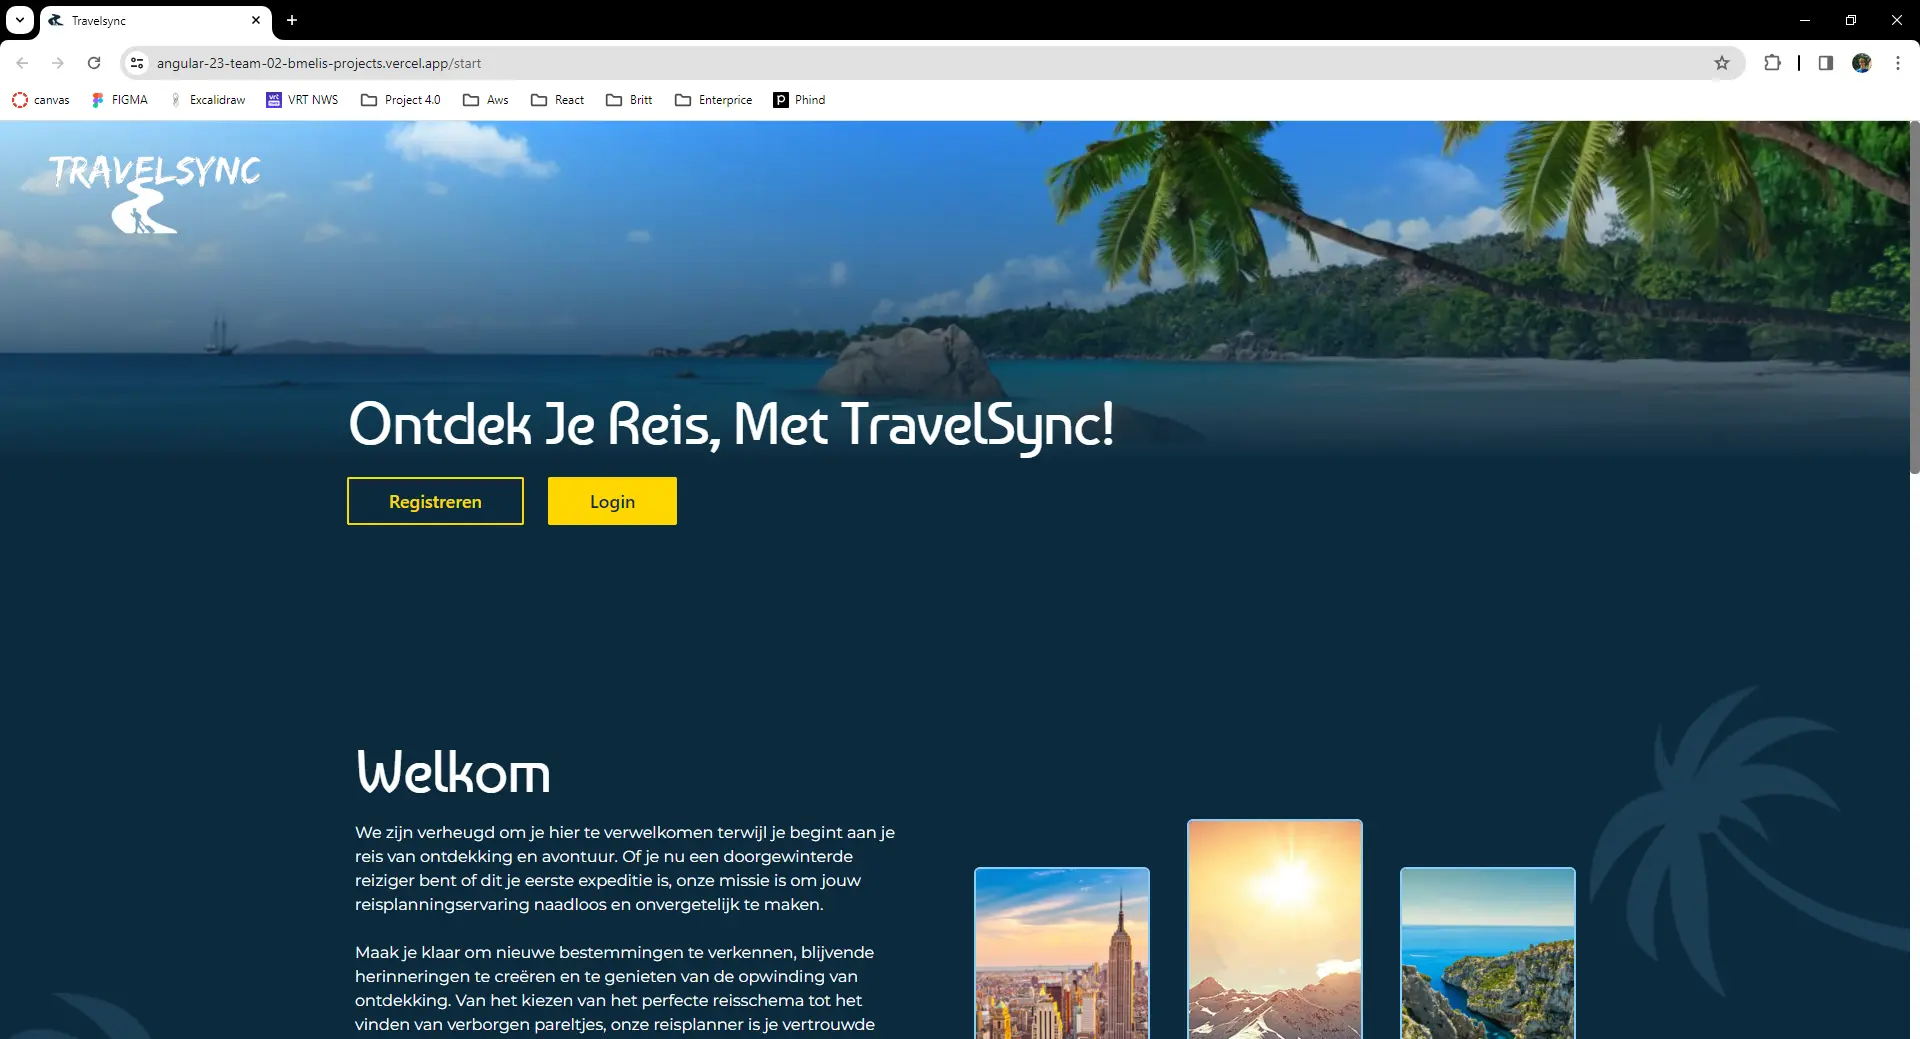 Travelsync
angular-23-team-02-bmelis-projects.vercel.app/start
canvas FIGMA Excalidraw VRT NWS Project 4.0 Aws React Britt Enterprice Phind
TRAVELSYNC
Ontdek Je Reis, Met TravelSync!
Registreren Login
Welkom
We zijn verheugd om je hier te verwelkomen terwijl je begint aan je
reis van ontdekking en avontuur. Of je nu een doorgewinterde
reiziger bent of dit je eerste expeditie is, onze missie is om jouw
reisplanningservaring naadloos en onvergetelijk te maken.
Maak je klaar om nieuwe bestemmingen te verkennen, blijvende
herinneringen te creëren en te genieten van de opwinding van
ontdekking. Van het kiezen van het perfecte reisschema tot het
vinden van verborgen pareltjes, onze reisplanner is je vertrouwde